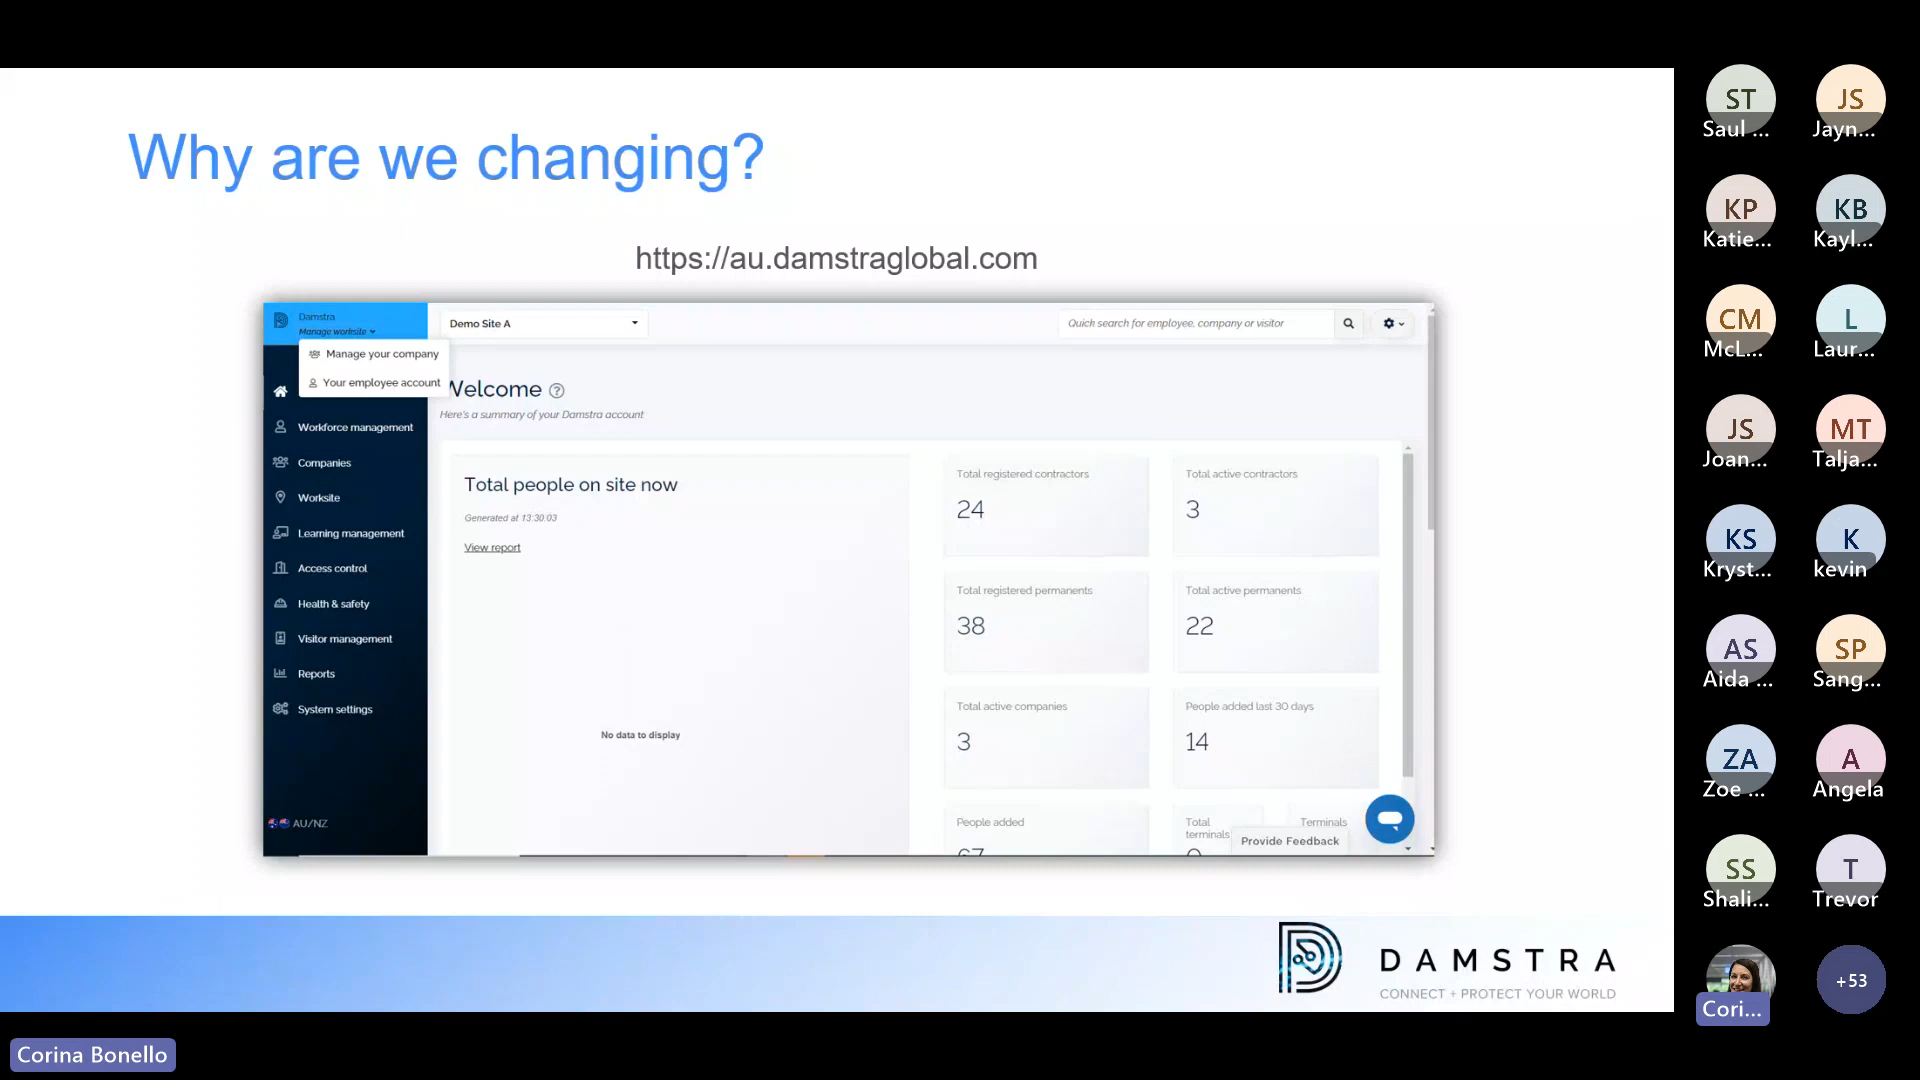 Why are we changing?
https://au.damstraglobal.com
Damstra
Manage worksite
Manage your company
Your employee account
Demo Site A
Quick search for employee, company or visitor
Welcome
Here's a summary of your Damstra account
Workforce management
Companies
Worksite
Learning management
Access control
Health & safety
Visitor management
Reports
System settings
AU/NZ
Total people on site now
Generated at 13:30:03
View report
No data to display
Total registered contractors
24
Total active contractors
3
Total registered permanents
38
Total active permanents
22
Total active companies
3
People added last 30 days
14
People added
67
Total
terminals
0
Terminals
Provide Feedback
DAMSTRA
CONNECT + PROTECT YOUR WORLD
ST
Saul ...
JS
Jayn...
KP
Katie...
KB
Kayl...
CM
McL...
L
Laur...
JS
Joan...
MT
Talja...
KS
Kryst...
K
kevin
AS
Aida ...
SP
Sang...
ZA
Zoe ...
A
Angela
SS
Shali...
T
Trevor
Cori...
+53
Corina Bonello